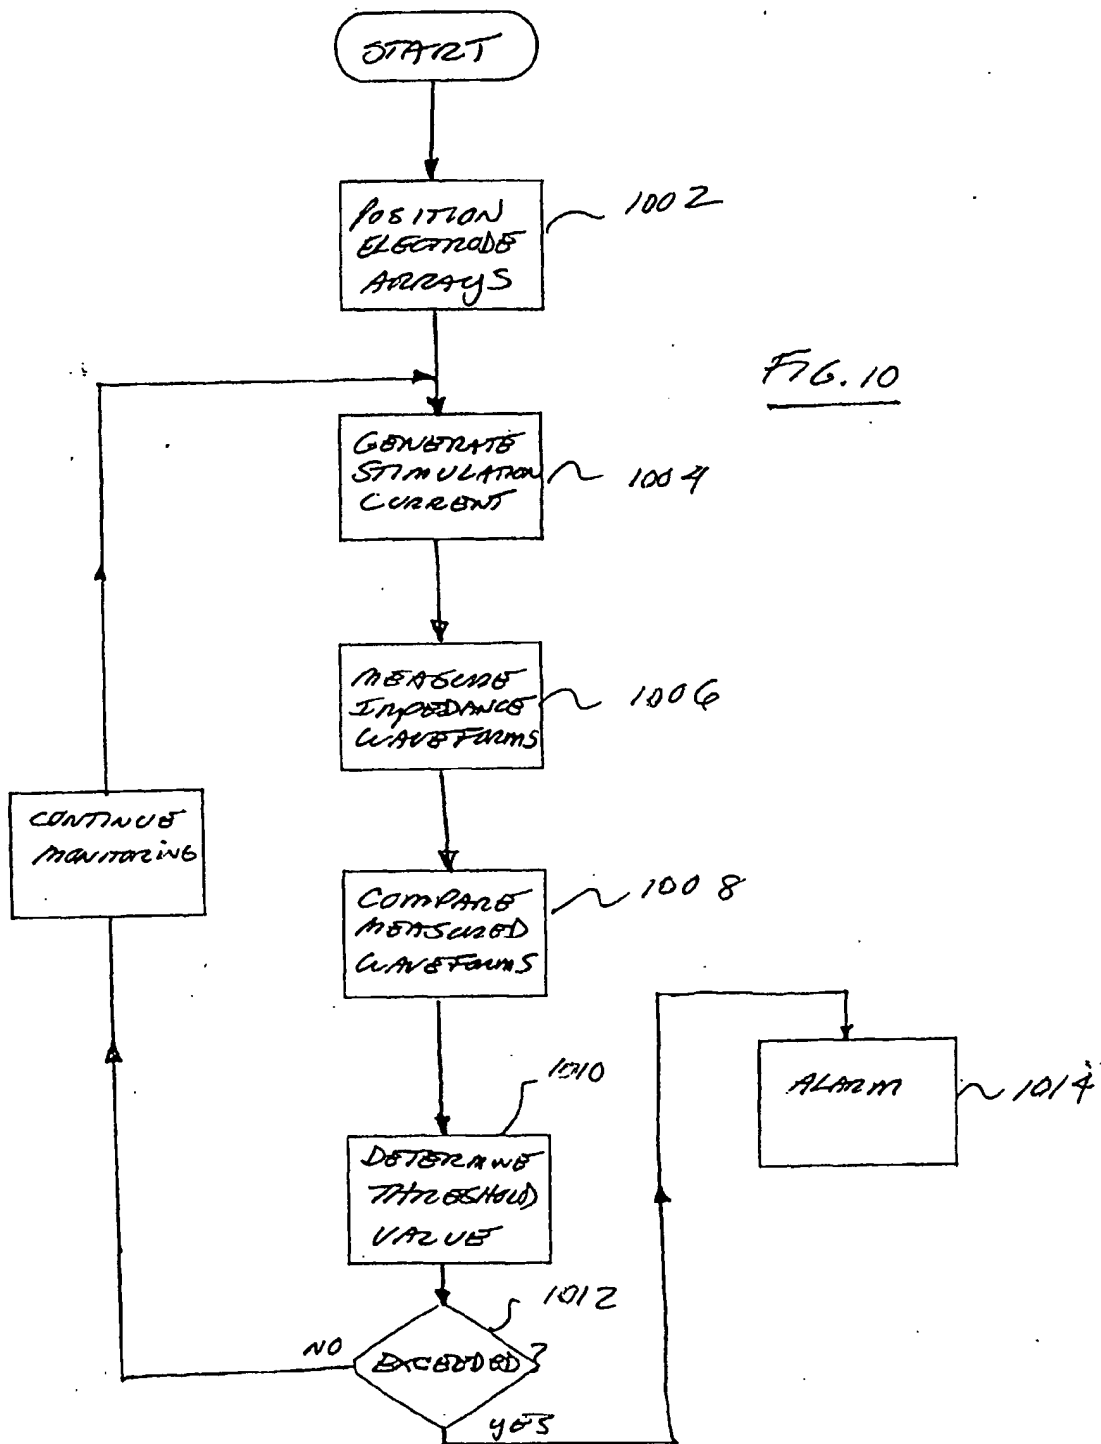 START
POSITION
ELECTRODE
ARRAYS
1002
FIG. 10
GENERATE
STIMULATION
CURRENT
1004
MEASURE
IMPEDANCE
WAVEFORMS
1006
CONTINUE
MONITORING
COMPARE
MEASURED
WAVEFORMS
1008
ALARM
1014
1010
DETERMINE
THRESHOLD
VALUE
1012
NO
EXCEEDED?
YES